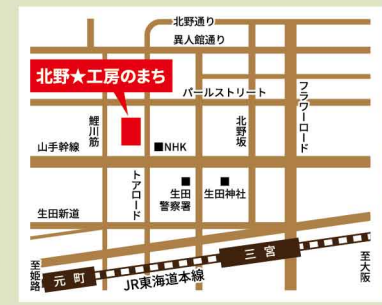 北野通り
異人館通り
北野★工房のまち
パールストリート
鯉川筋
北野坂
フラワーロード
山手幹線
■NHK
トアロード
生田
警察署
生田神社
生田新道
至姫路
元町
JR東海道本線
三宮
至大阪